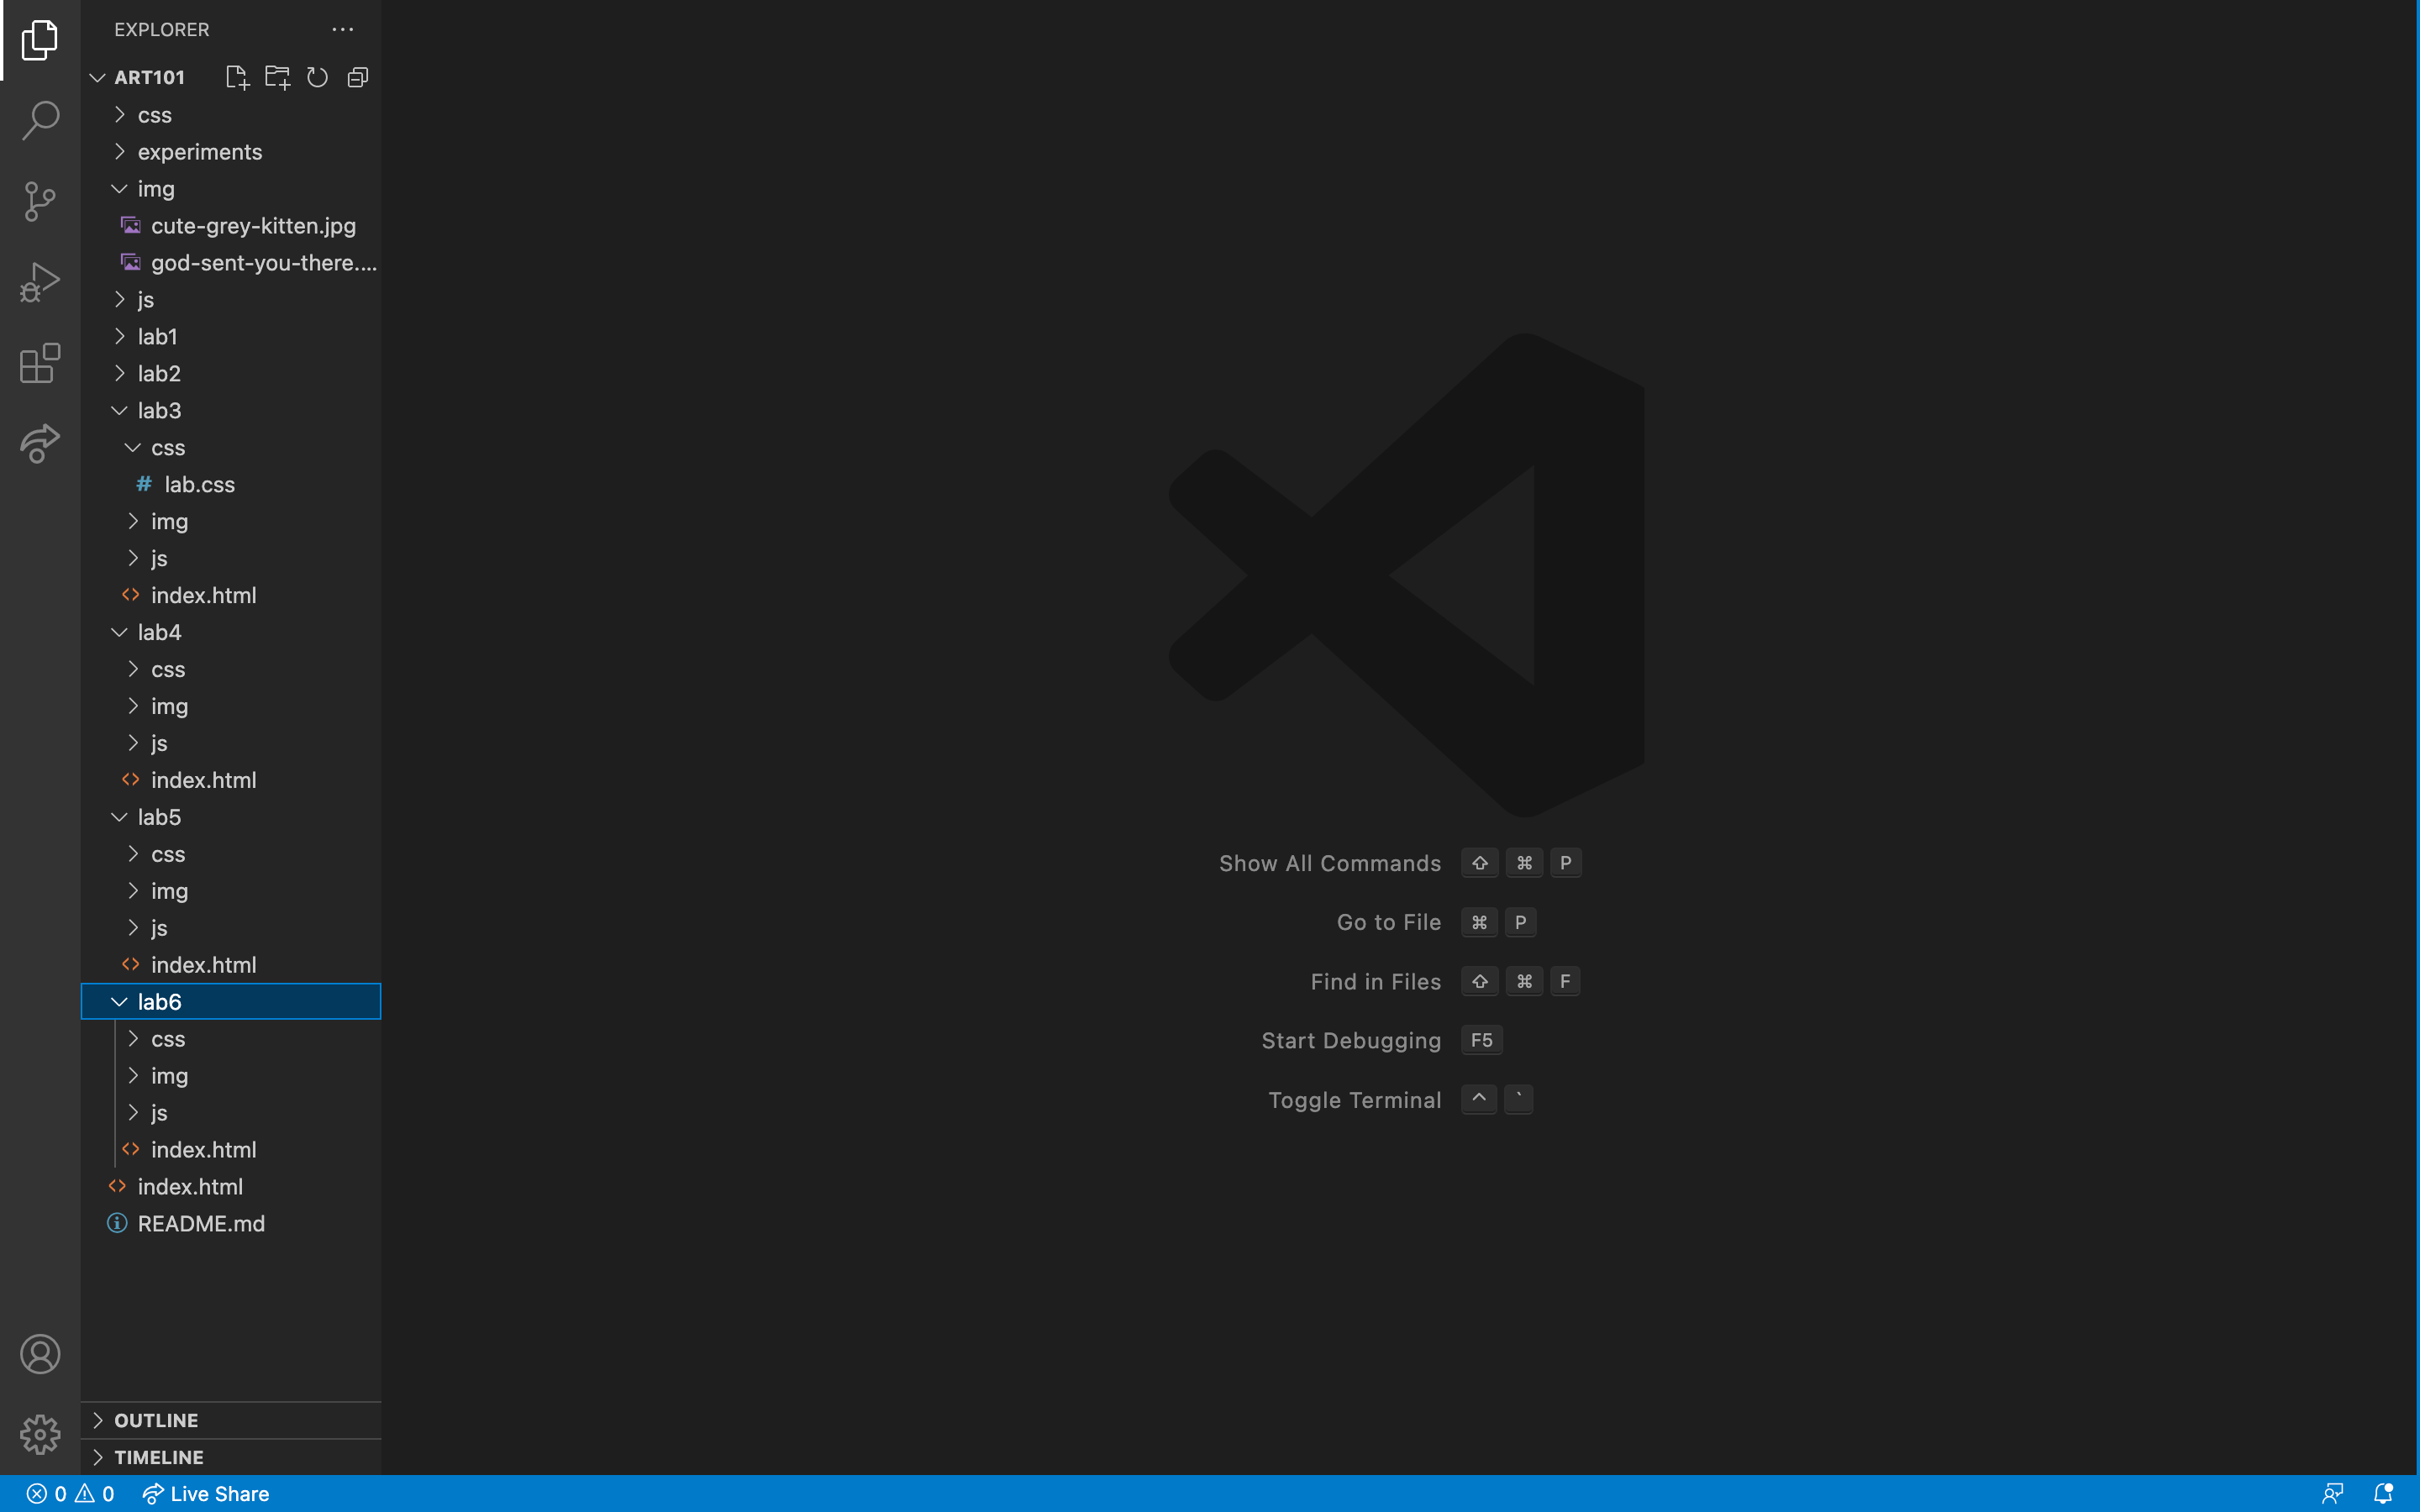 EXPLORER
ART101
css
experiments
img
cute-grey-kitten.jpg
god-sent-you-there....
js
lab1
lab2
lab3
css
# lab.css
img
js
<> index.html
lab4
css
img
js
<> index.html
lab5
css
img
js
<> index.html
lab6
css
img
js
<> index.html
<> index.html
README.md
OUTLINE
TIMELINE
Show All Commands ⇧ ⌘ P
Go to File ⌘ P
Find in Files ⇧ ⌘ F
Start Debugging F5
Toggle Terminal ^ `
0 0 Live Share